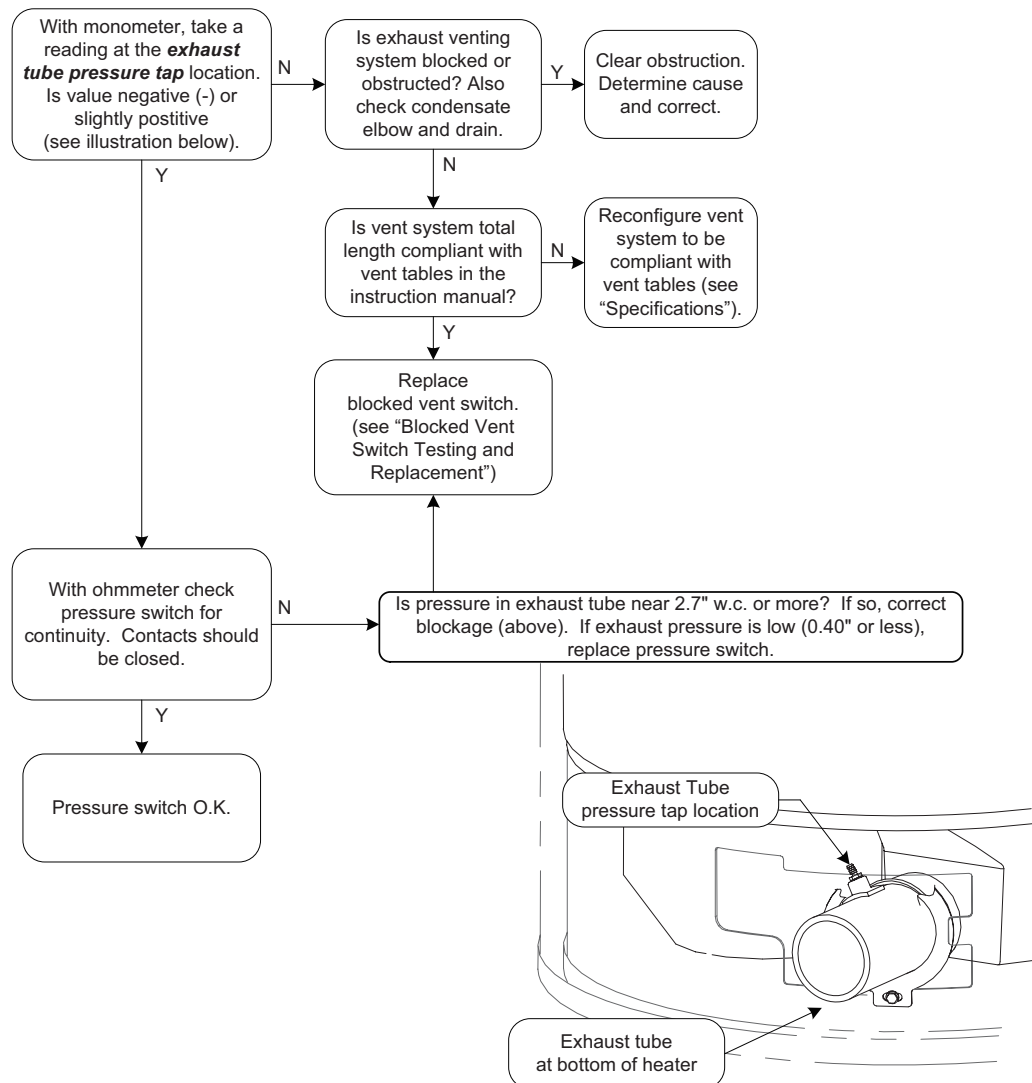 With monometer, take a
reading at the exhaust
tube pressure tap location.
Is value negative (-) or
slightly postitive
(see illustration below).
N
Is exhaust venting
system blocked or
obstructed? Also
check condensate
elbow and drain.
Y
Clear obstruction.
Determine cause
and correct.
Y
N
Is vent system total
length compliant with
vent tables in the
instruction manual?
N
Reconfigure vent
system to be
compliant with
vent tables (see
“Specifications”).
Y
Replace
blocked vent switch.
(see “Blocked Vent
Switch Testing and
Replacement”)
With ohmmeter check
pressure switch for
continuity. Contacts should
be closed.
N
Is pressure in exhaust tube near 2.7" w.c. or more? If so, correct
blockage (above). If exhaust pressure is low (0.40" or less),
replace pressure switch.
Y
Pressure switch O.K.
Exhaust Tube
pressure tap location
Exhaust tube
at bottom of heater